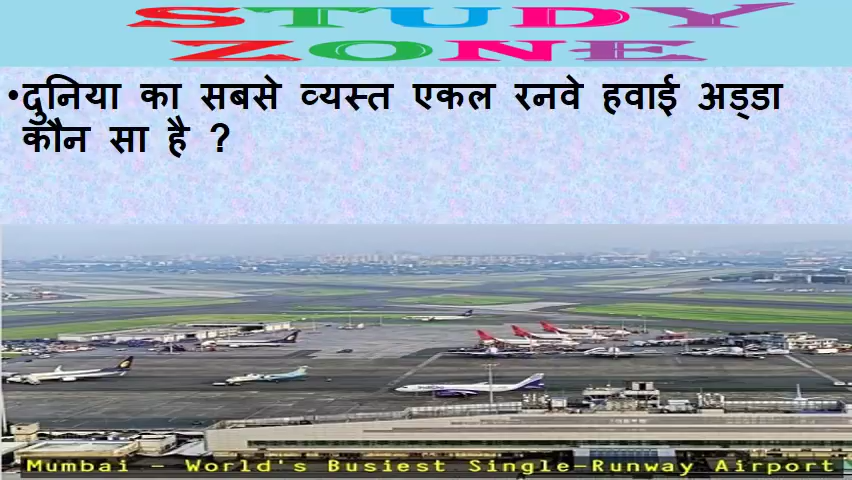 STUDY
ZONE
•दुनिया का सबसे व्यस्त एकल रनवे हवाई अड्डा
कौन सा है ?
Mumbai - World's Busiest Single-Runway Airport